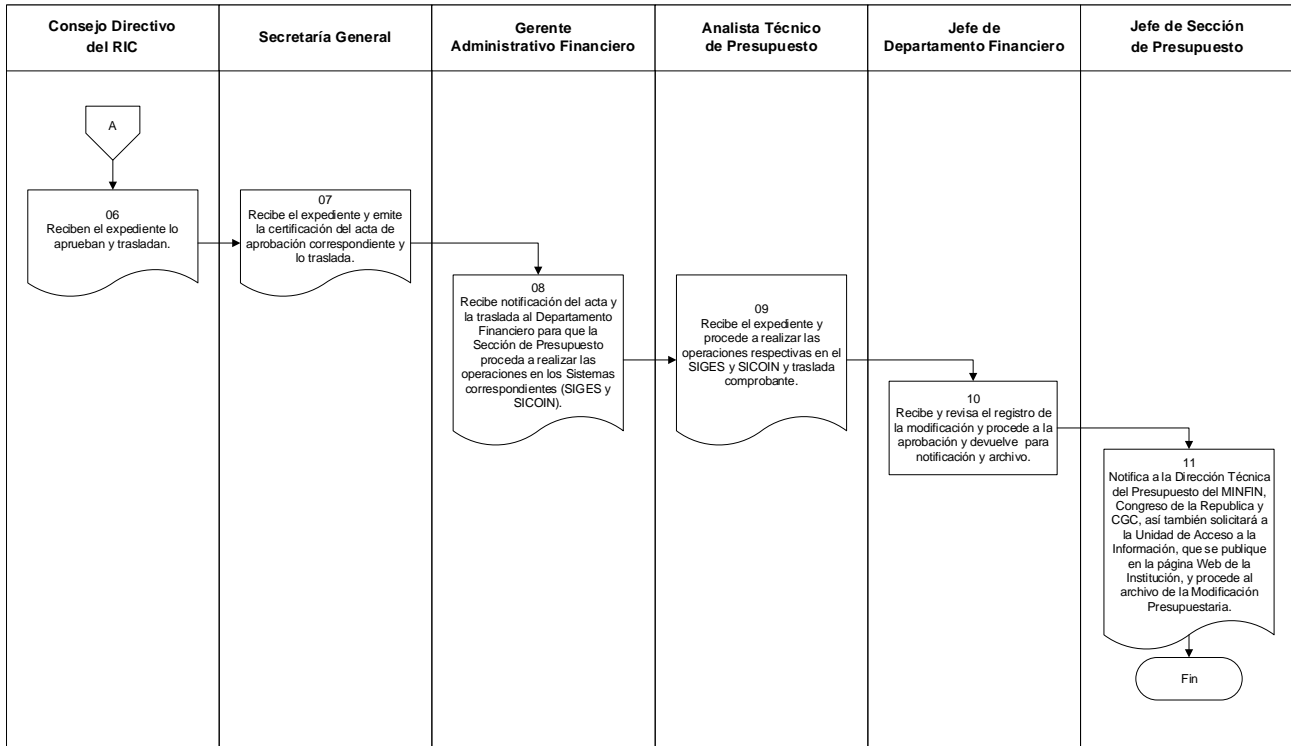 Consejo Directivo
del RIC
Secretaría General
Gerente
Administrativo Financiero
Analista Técnico
de Presupuesto
Jefe de
Departamento Financiero
Jefe de Sección
de Presupuesto
A
06
Reciben el expediente lo
aprueban y trasladan.
07
Recibe el expediente y emite
la certificación del acta de
aprobación correspondiente y
lo traslada.
08
Recibe notificación del acta y
la traslada al Departamento
Financiero para que la
Sección de Presupuesto
proceda a realizar las
operaciones en los Sistemas
correspondientes (SIGES y
SICOIN).
09
Recibe el expediente y
procede a realizar las
operaciones respectivas en el
SIGES y SICOIN y traslada
comprobante.
10
Recibe y revisa el registro de
la modificación y procede a la
aprobación y devuelve para
notificación y archivo.
11
Notifica a la Dirección Técnica
del Presupuesto del MINFIN,
Congreso de la Republica y
CGC, así también solicitará a
la Unidad de Acceso a la
Información, que se publique
en la página Web de la
Institución, y procede al
archivo de la Modificación
Presupuestaria.
Fin